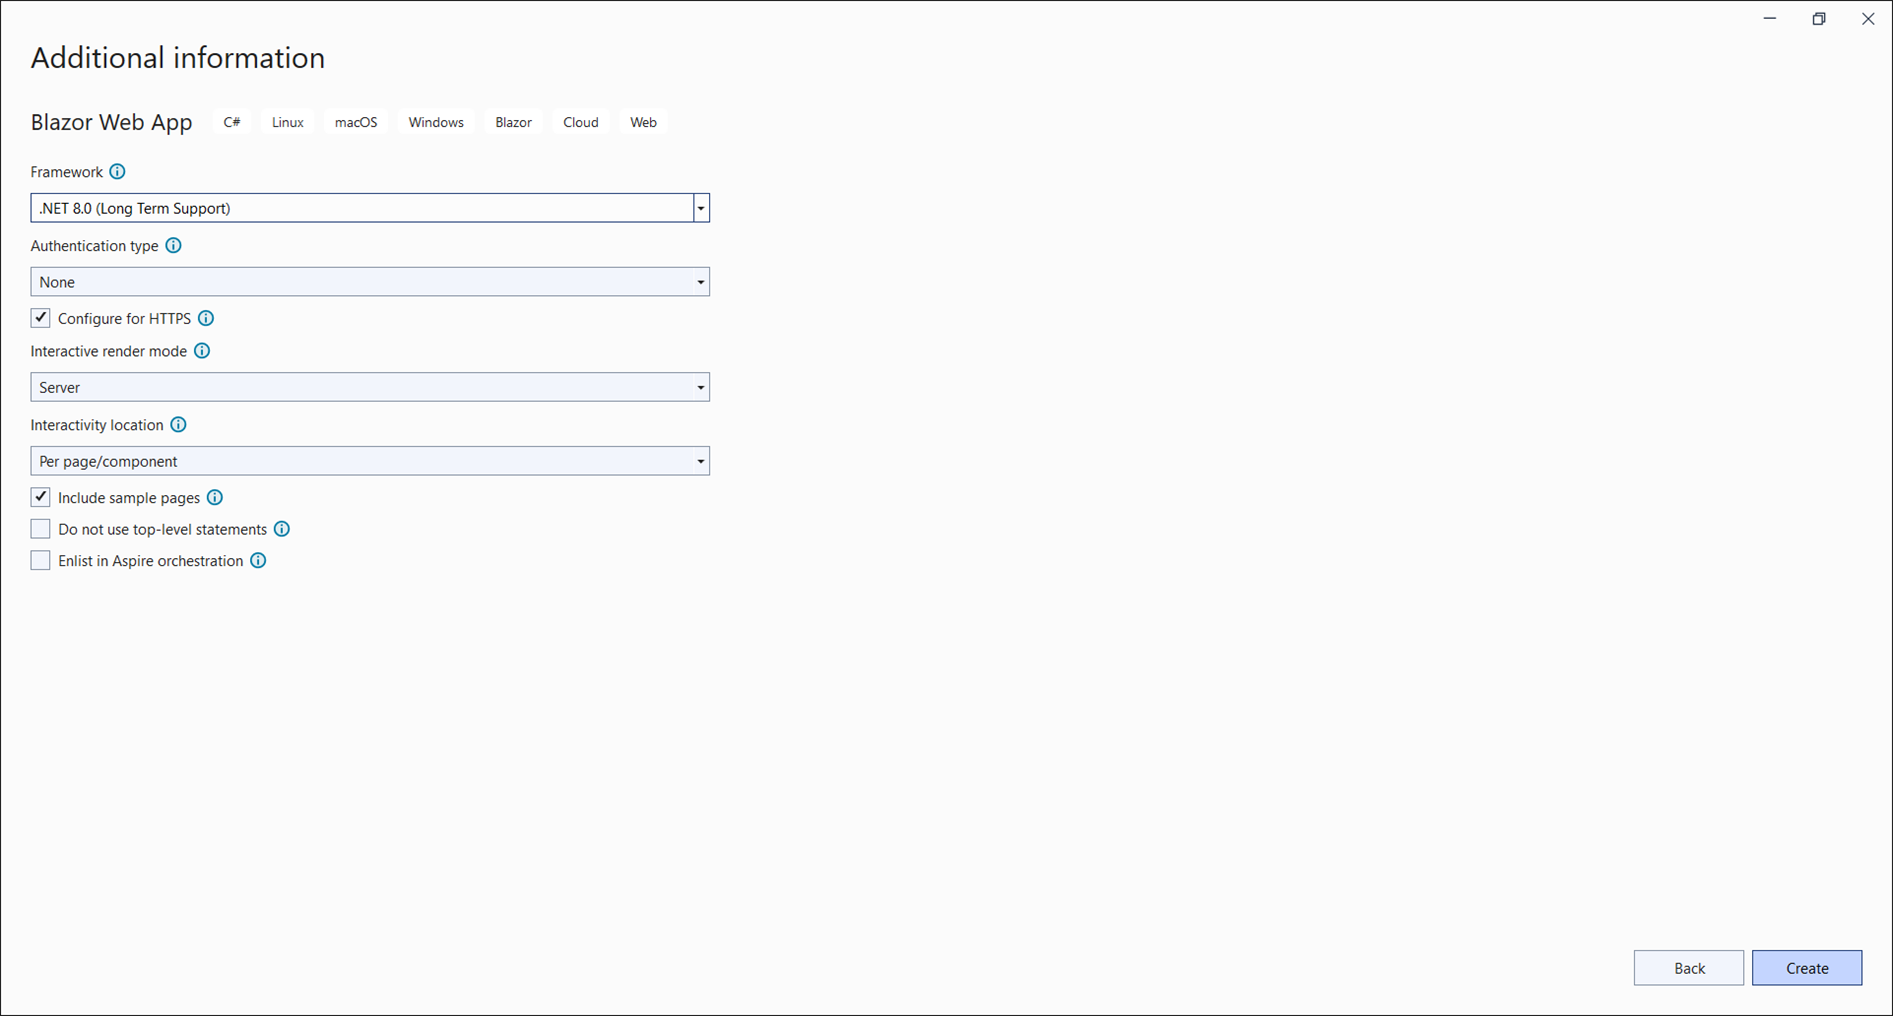 Additional information
Blazor Web App C# Linux macOS Windows Blazor Cloud Web
Framework
.NET 8.0 (Long Term Support)
Authentication type
None
Configure for HTTPS
Interactive render mode
Server
Interactivity location
Per page/component
Include sample pages
Do not use top-level statements
Enlist in Aspire orchestration
Back Create